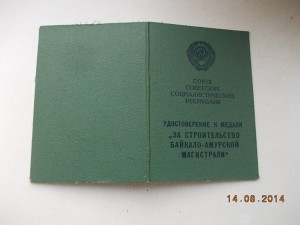 СОЮЗ
СОВЕТСКИХ
СОЦИАЛИСТИЧЕСКИХ
РЕСПУБЛИК
УДОСТОВЕРЕНИЕ К МЕДАЛИ
„ЗА СТРОИТЕЛЬСТВО
БАЙКАЛО-АМУРСКОЙ
МАГИСТРАЛИ"
14.08.2014